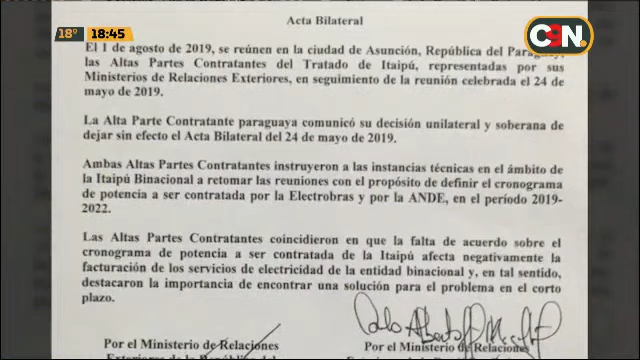 18°
18:45
C9N.
Acta Bilateral
El 1 de agosto de 2019, se reúnen en la ciudad de Asunción, República del Paraguay,
las Altas Partes Contratantes del Tratado de Itaipú, representadas por sus
Ministerios de Relaciones Exteriores, en seguimiento de la reunión celebrada el 24 de
mayo de 2019.
La Alta Parte Contratante paraguaya comunicó su decisión unilateral y soberana de
dejar sin efecto el Acta Bilateral del 24 de mayo de 2019.
Ambas Altas Partes Contratantes instruyeron a las instancias técnicas en el ámbito de
la Itaipú Binacional a retomar las reuniones con el propósito de definir el cronograma
de potencia a ser contratada por la Electrobras y por la ANDE, en el período 2019-
2022.
Las Altas Partes Contratantes coincidieron en que la falta de acuerdo sobre el
cronograma de potencia a ser contratada de la Itaipú afecta negativamente la
facturación de los servicios de electricidad de la entidad binacional y, en tal sentido,
destacaron la importancia de encontrar una solución para el problema en el corto
plazo.
Por el Ministerio de Relaciones
Por el Ministerio de Relaciones
Exteriores de la República del